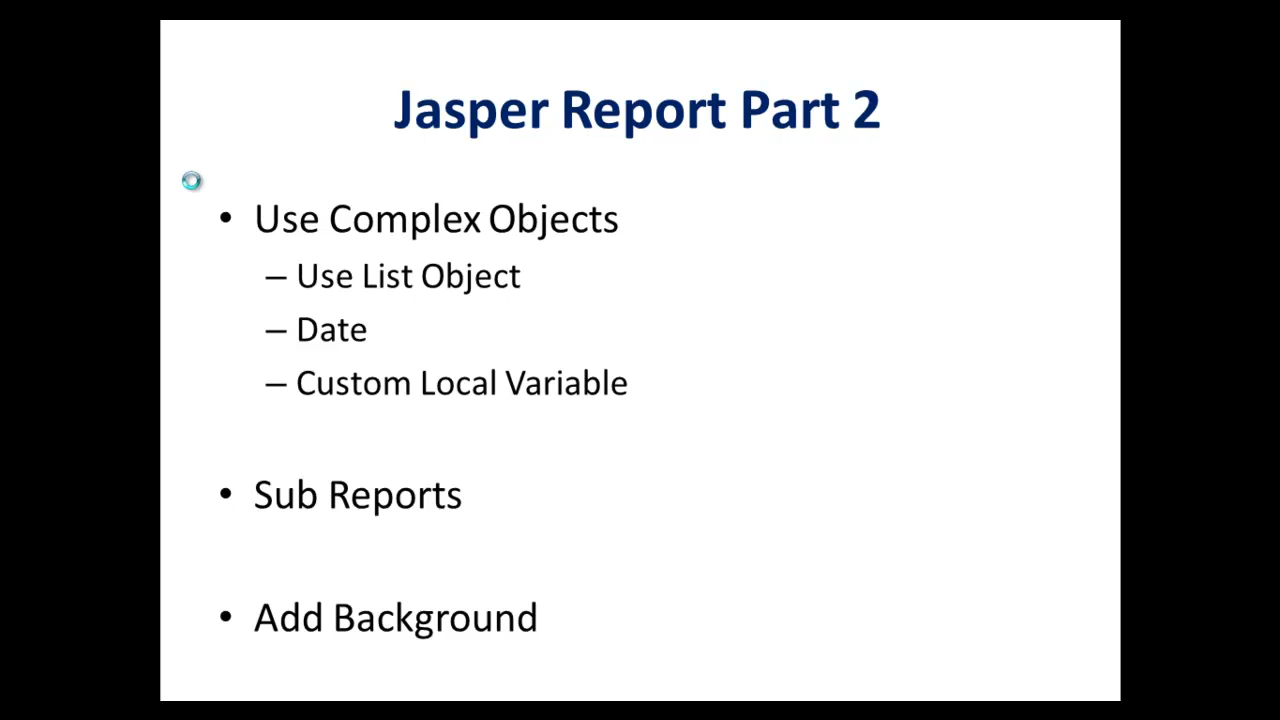 Jasper Report Part 2
• Use Complex Objects
– Use List Object
– Date
– Custom Local Variable
• Sub Reports
• Add Background